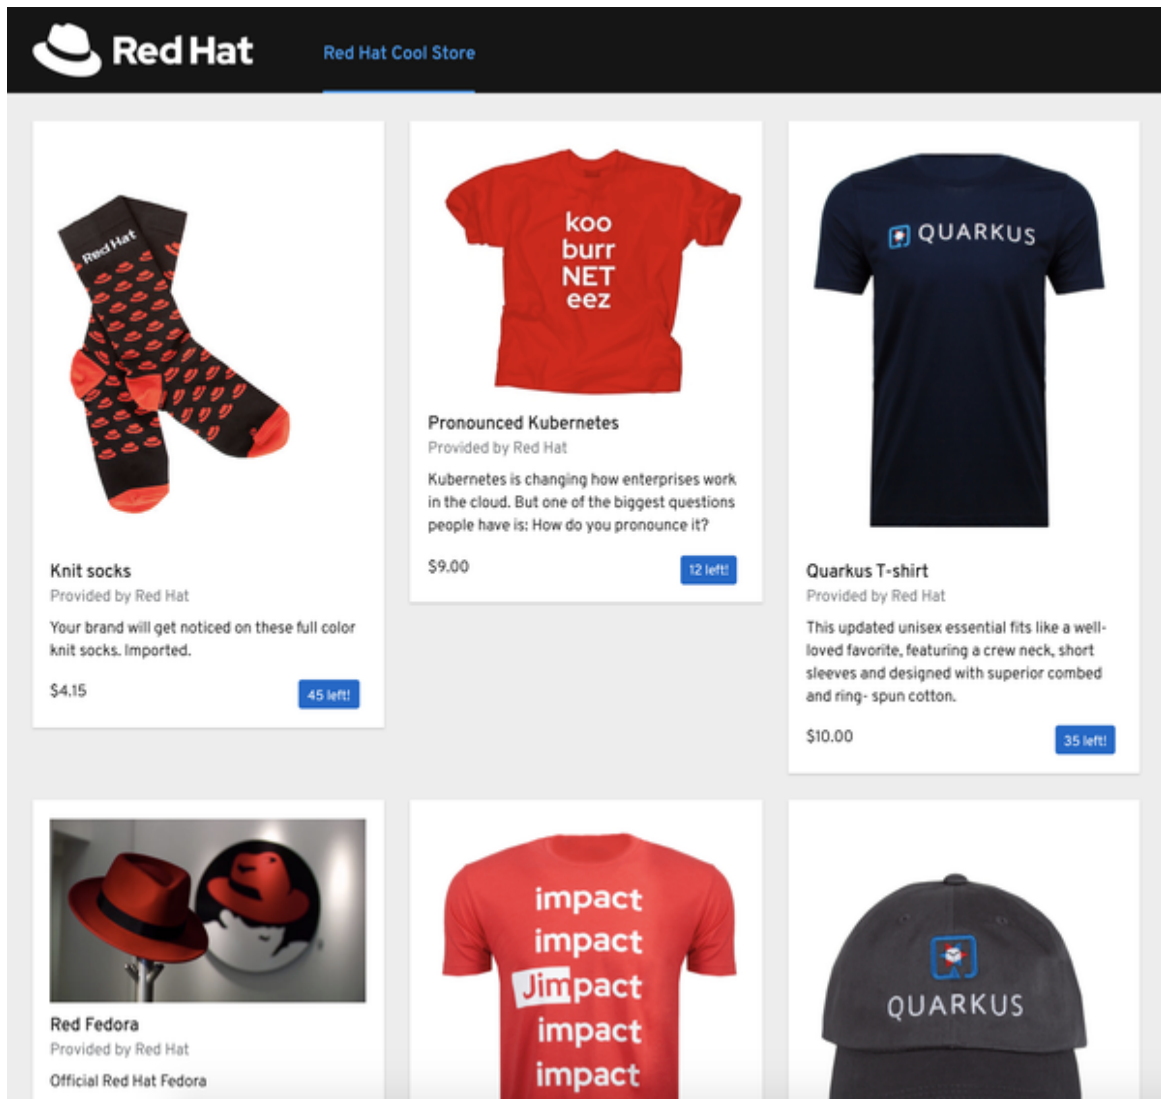 Red Hat
Red Hat Cool Store
Red Hat
Knit socks
Provided by Red Hat
Your brand will get noticed on these full color
knit socks. Imported.
$4.15
45 left!
koo
burr
NET
eez
Pronounced Kubernetes
Provided by Red Hat
Kubernetes is changing how enterprises work
in the cloud. But one of the biggest questions
people have is: How do you pronounce it?
$9.00
12 left!
QUARKUS
Quarkus T-shirt
Provided by Red Hat
This updated unisex essential fits like a well-
loved favorite, featuring a crew neck, short
sleeves and designed with superior combed
and ring- spun cotton.
$10.00
35 left!
Red Fedora
Provided by Red Hat
Official Red Hat Fedora
impact
impact
Jimpact
impact
impact
QUARKUS